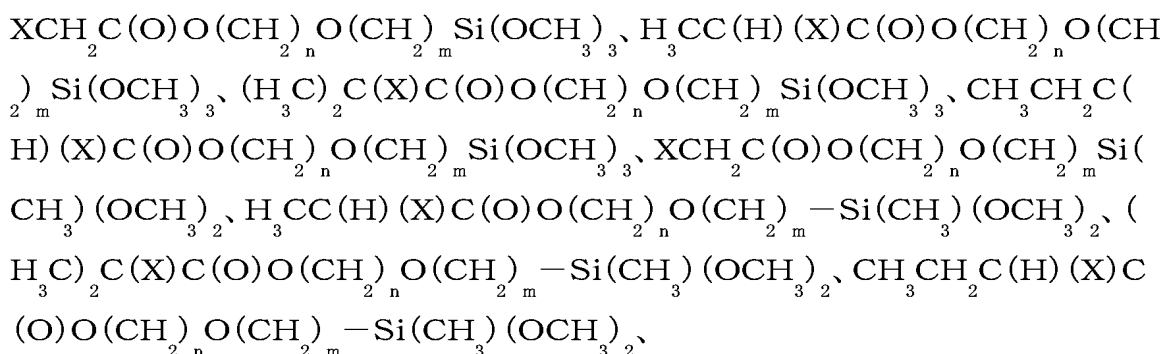 XCH₂C(O)O(CH₂)ₙO(CH₂)ₘSi(OCH₃)₃、H₃CC(H)(X)C(O)O(CH₂)ₙO(CH
₂)ₘSi(OCH₃)₃、(H₃C)₂C(X)C(O)O(CH₂)ₙO(CH₂)ₘSi(OCH₃)₃、CH₃CH₂C(
H)(X)C(O)O(CH₂)ₙO(CH₂)ₘSi(OCH₃)₃、XCH₂C(O)O(CH₂)ₙO(CH₂)ₘSi(
CH₃)(OCH₃)₂、H₃CC(H)(X)C(O)O(CH₂)ₙO(CH₂)ₘ－Si(CH₃)(OCH₃)₂、(
H₃C)₂C(X)C(O)O(CH₂)ₙO(CH₂)ₘ－Si(CH₃)(OCH₃)₂、CH₃CH₂C(H)(X)C
(O)O(CH₂)ₙO(CH₂)ₘ－Si(CH₃)(OCH₃)₂、